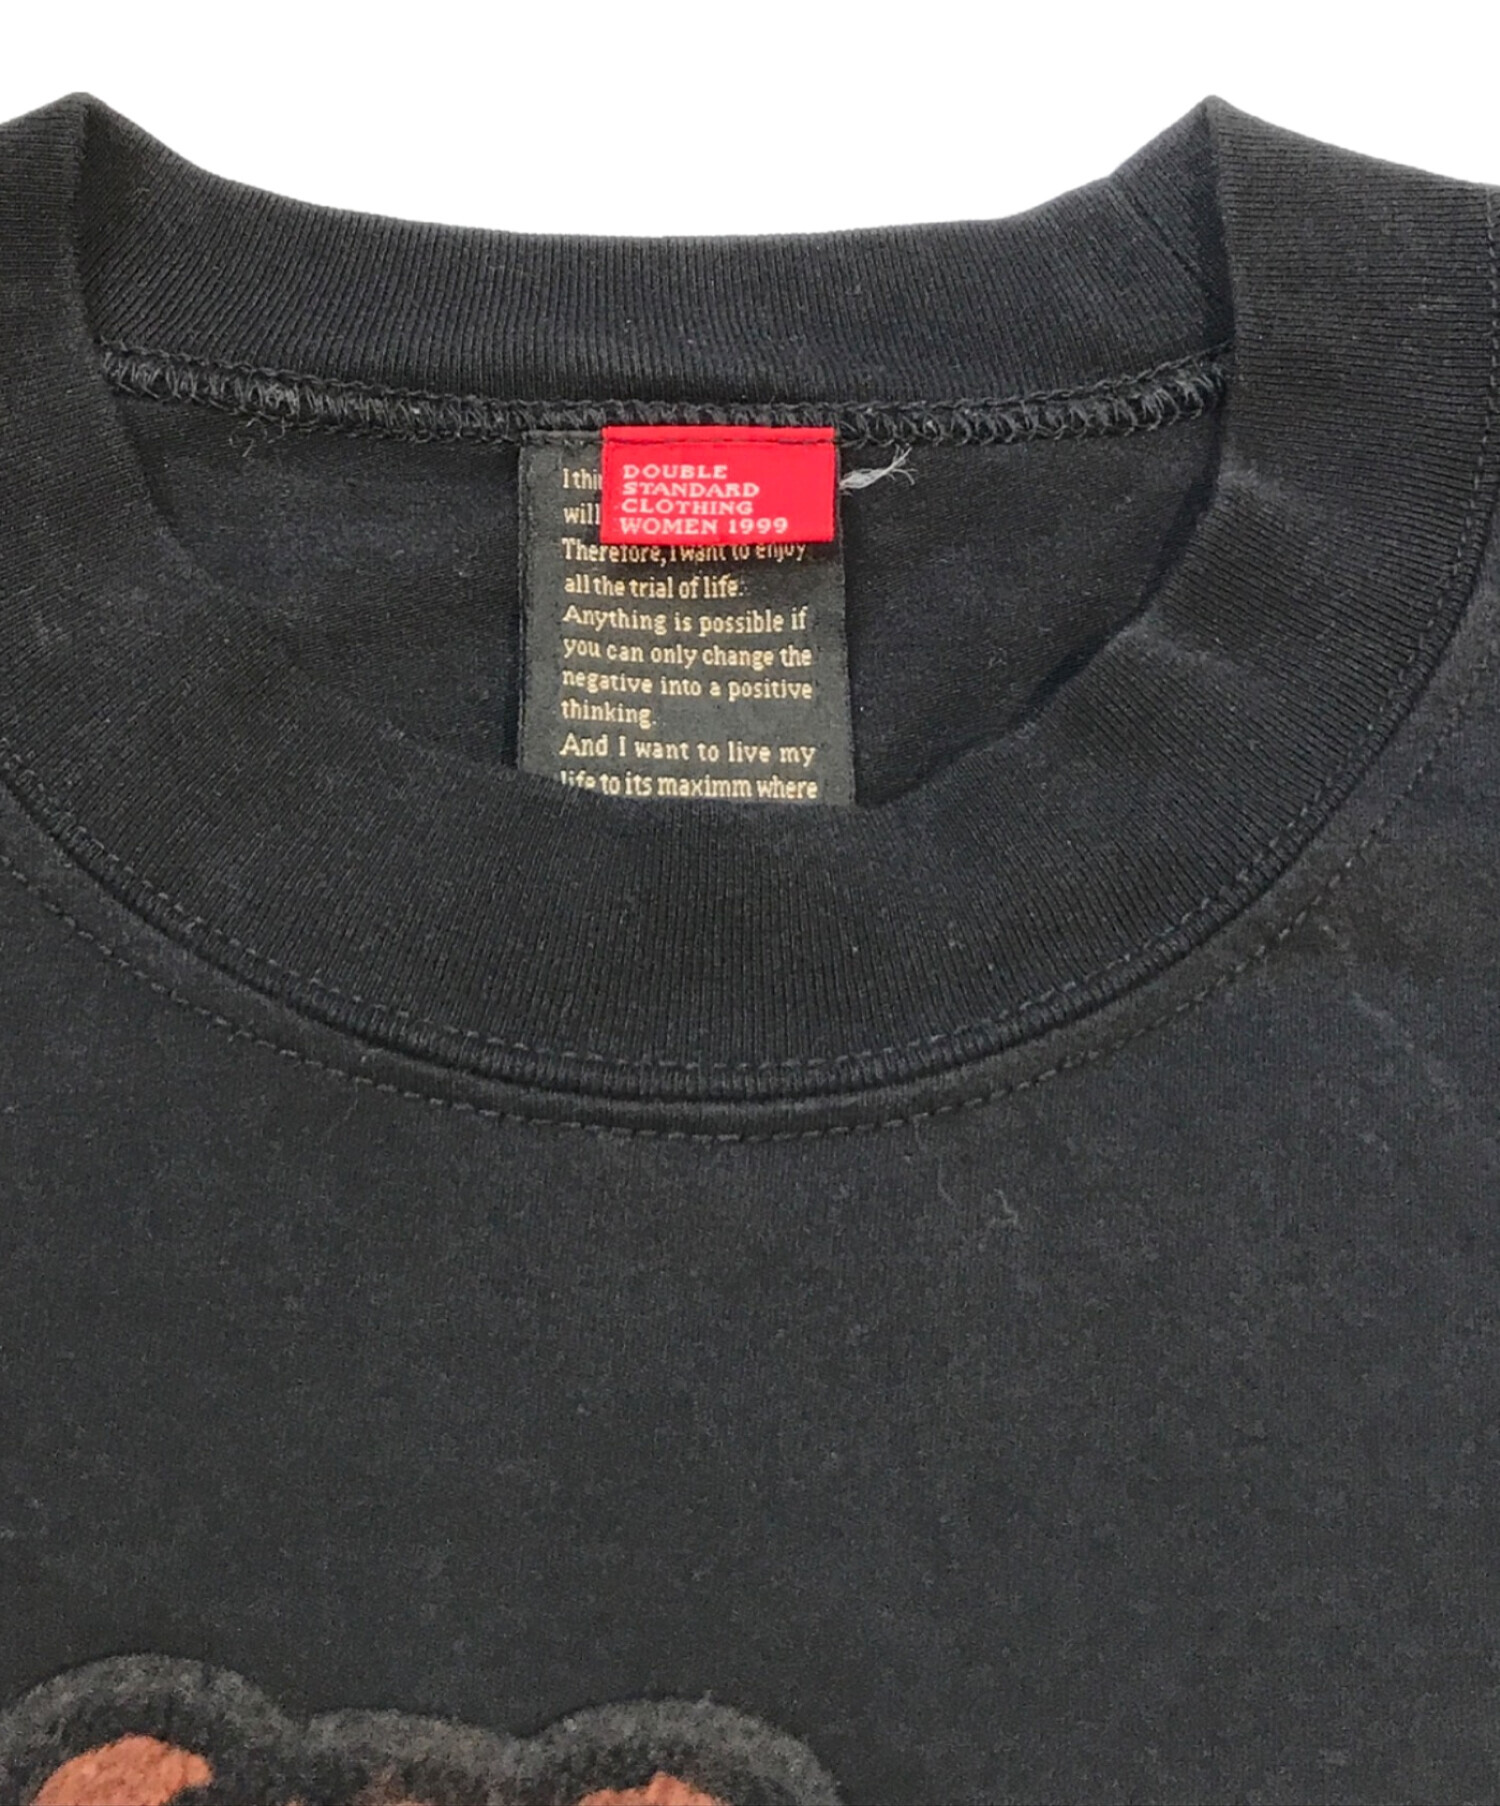 DOUBLE
STANDARD
CLOTHING
WOMEN 1999
I
will
Therefore, I want to enjoy
all the trial of life.
Anything is possible if
you can only change the
negative into a positive
thinking.
And I want to live my
life to its maximm where